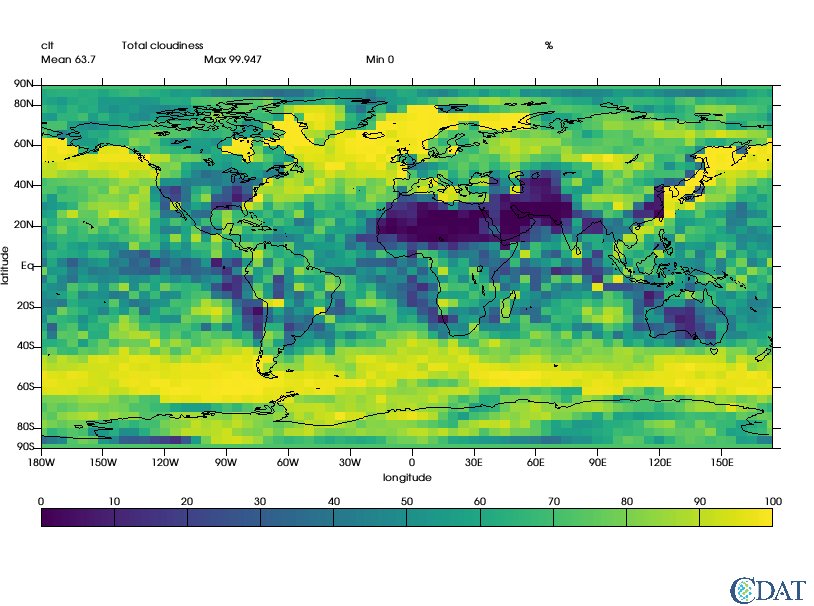 clt Total cloudiness %
Mean 63.7 Max 99.947 Min 0
90N
80N
60N
40N
20N
Eq
20S
40S
60S
80S
90S
latitude
180W 150W 120W 90W 60W 30W 0 30E 60E 90E 120E 150E
longitude
0 10 20 30 40 50 60 70 80 90 100
CDAT